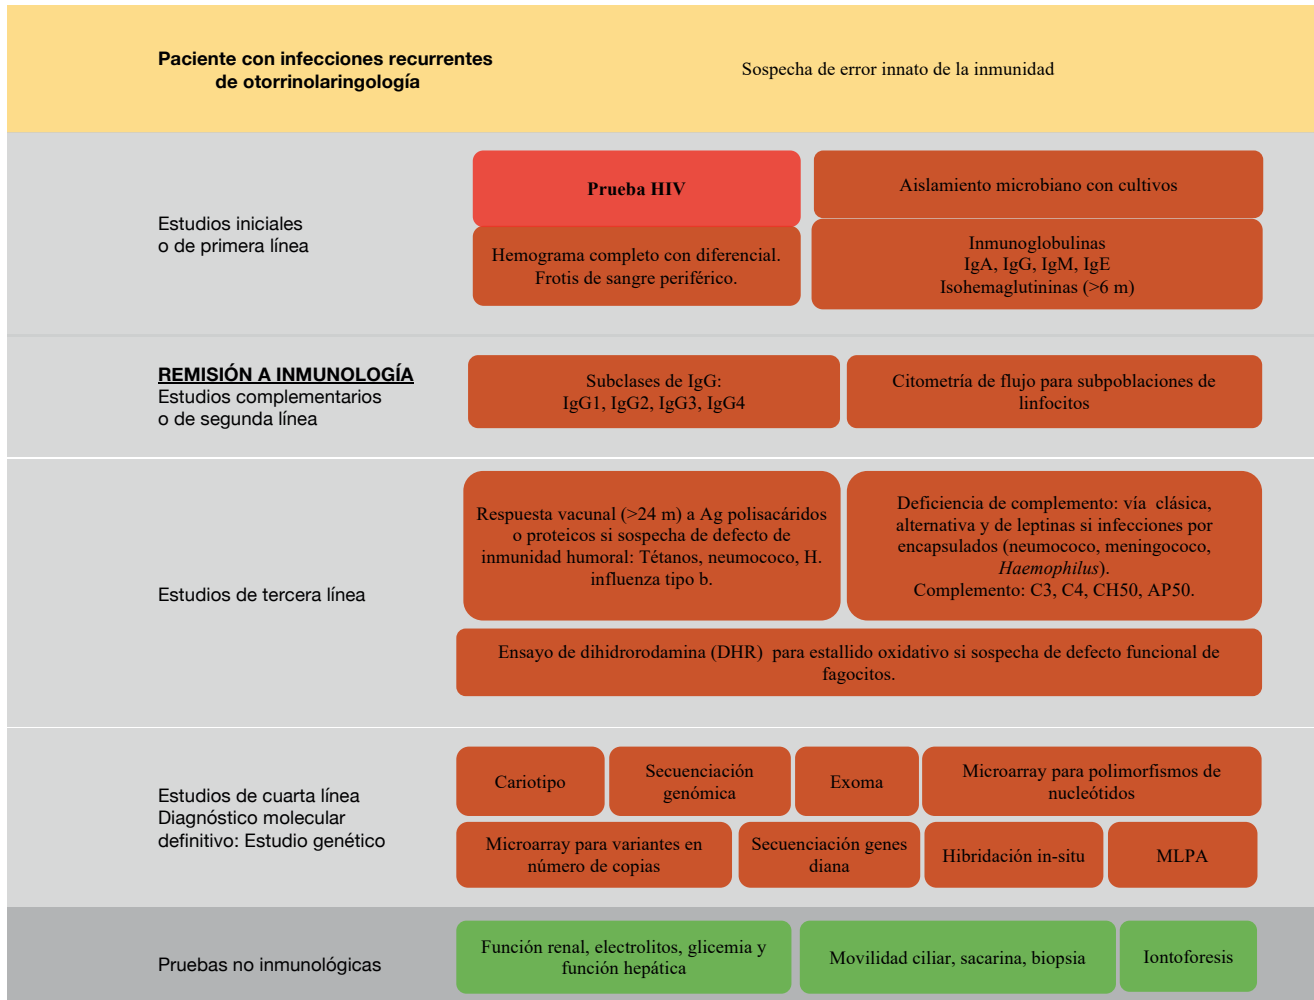 Paciente con infecciones recurrentes
de otorrinolaringología
Sospecha de error innato de la inmunidad
Estudios iniciales
o de primera línea
Prueba HIV
Aislamiento microbiano con cultivos
Hemograma completo con diferencial.
Frotis de sangre periférico.
Inmunoglobulinas
IgA, IgG, IgM, IgE
Isohemaglutininas (>6 m)
REMISIÓN A INMUNOLOGÍA
Estudios complementarios
o de segunda línea
Subclases de IgG:
IgG1, IgG2, IgG3, IgG4
Citometría de flujo para subpoblaciones de
linfocitos
Estudios de tercera línea
Respuesta vacunal (>24 m) a Ag polisacáridos
o proteicos si sospecha de defecto de
inmunidad humoral: Tétanos, neumococo, H.
influenza tipo b.
Deficiencia de complemento: vía clásica,
alternativa y de leptinas si infecciones por
encapsulados (neumococo, meningococo,
Haemophilus).
Complemento: C3, C4, CH50, AP50.
Ensayo de dihidrorodamina (DHR) para estallido oxidativo si sospecha de defecto funcional de
fagocitos.
Estudios de cuarta línea
Diagnóstico molecular
definitivo: Estudio genético
Cariotipo
Secuenciación
genómica
Exoma
Microarray para polimorfismos de
nucleótidos
Microarray para variantes en
número de copias
Secuenciación genes
diana
Hibridación in-situ
MLPA
Pruebas no inmunológicas
Función renal, electrolitos, glicemia y
función hepática
Movilidad ciliar, sacarina, biopsia
Iontoforesis